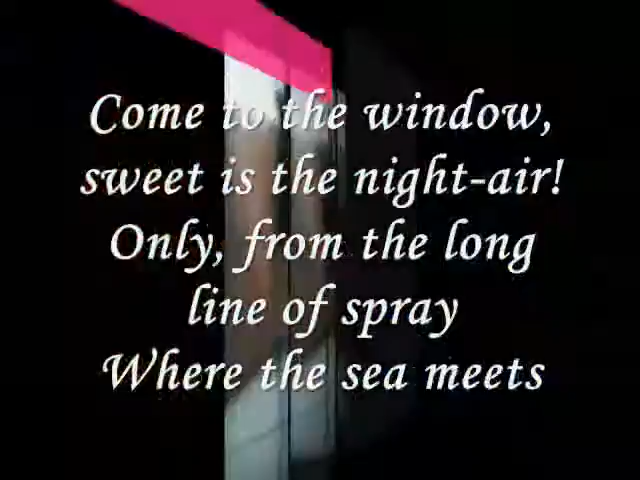 Come to the window,
sweet is the night-air!
Only, from the long
line of spray
Where the sea meets